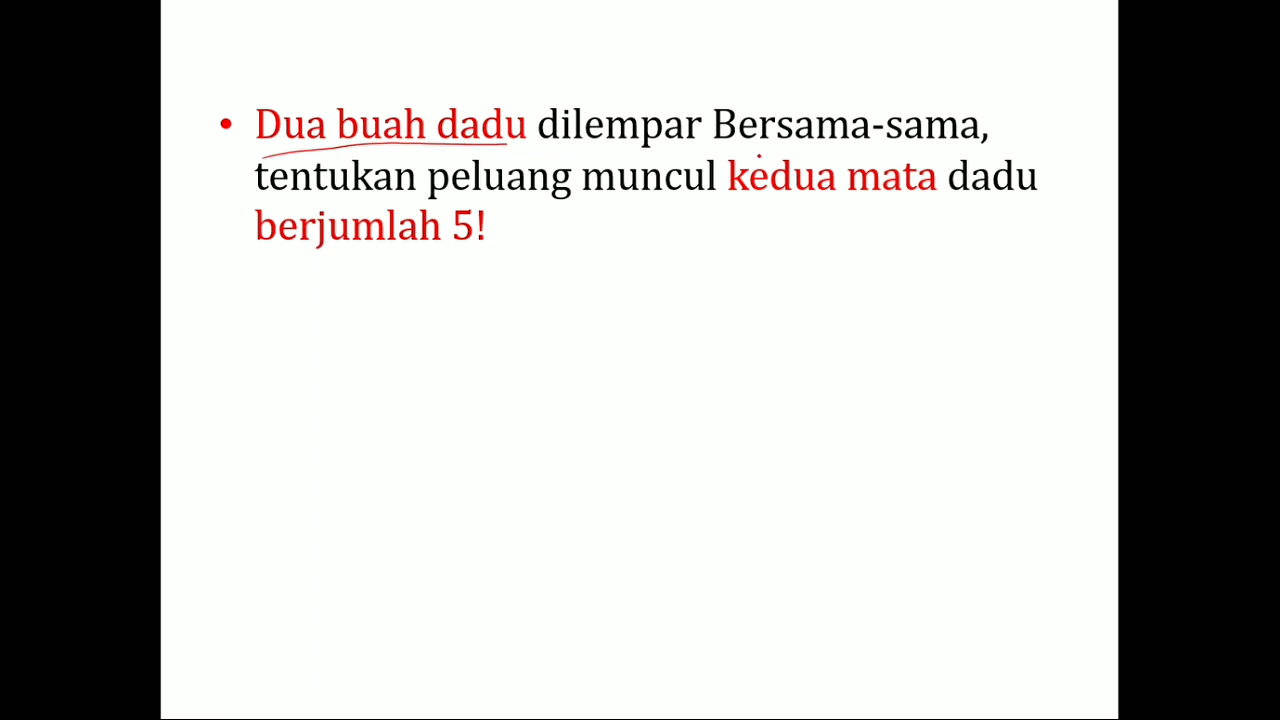 • Dua buah dadu dilempar Bersama-sama,
tentukan peluang muncul kedua mata dadu
berjumlah 5!